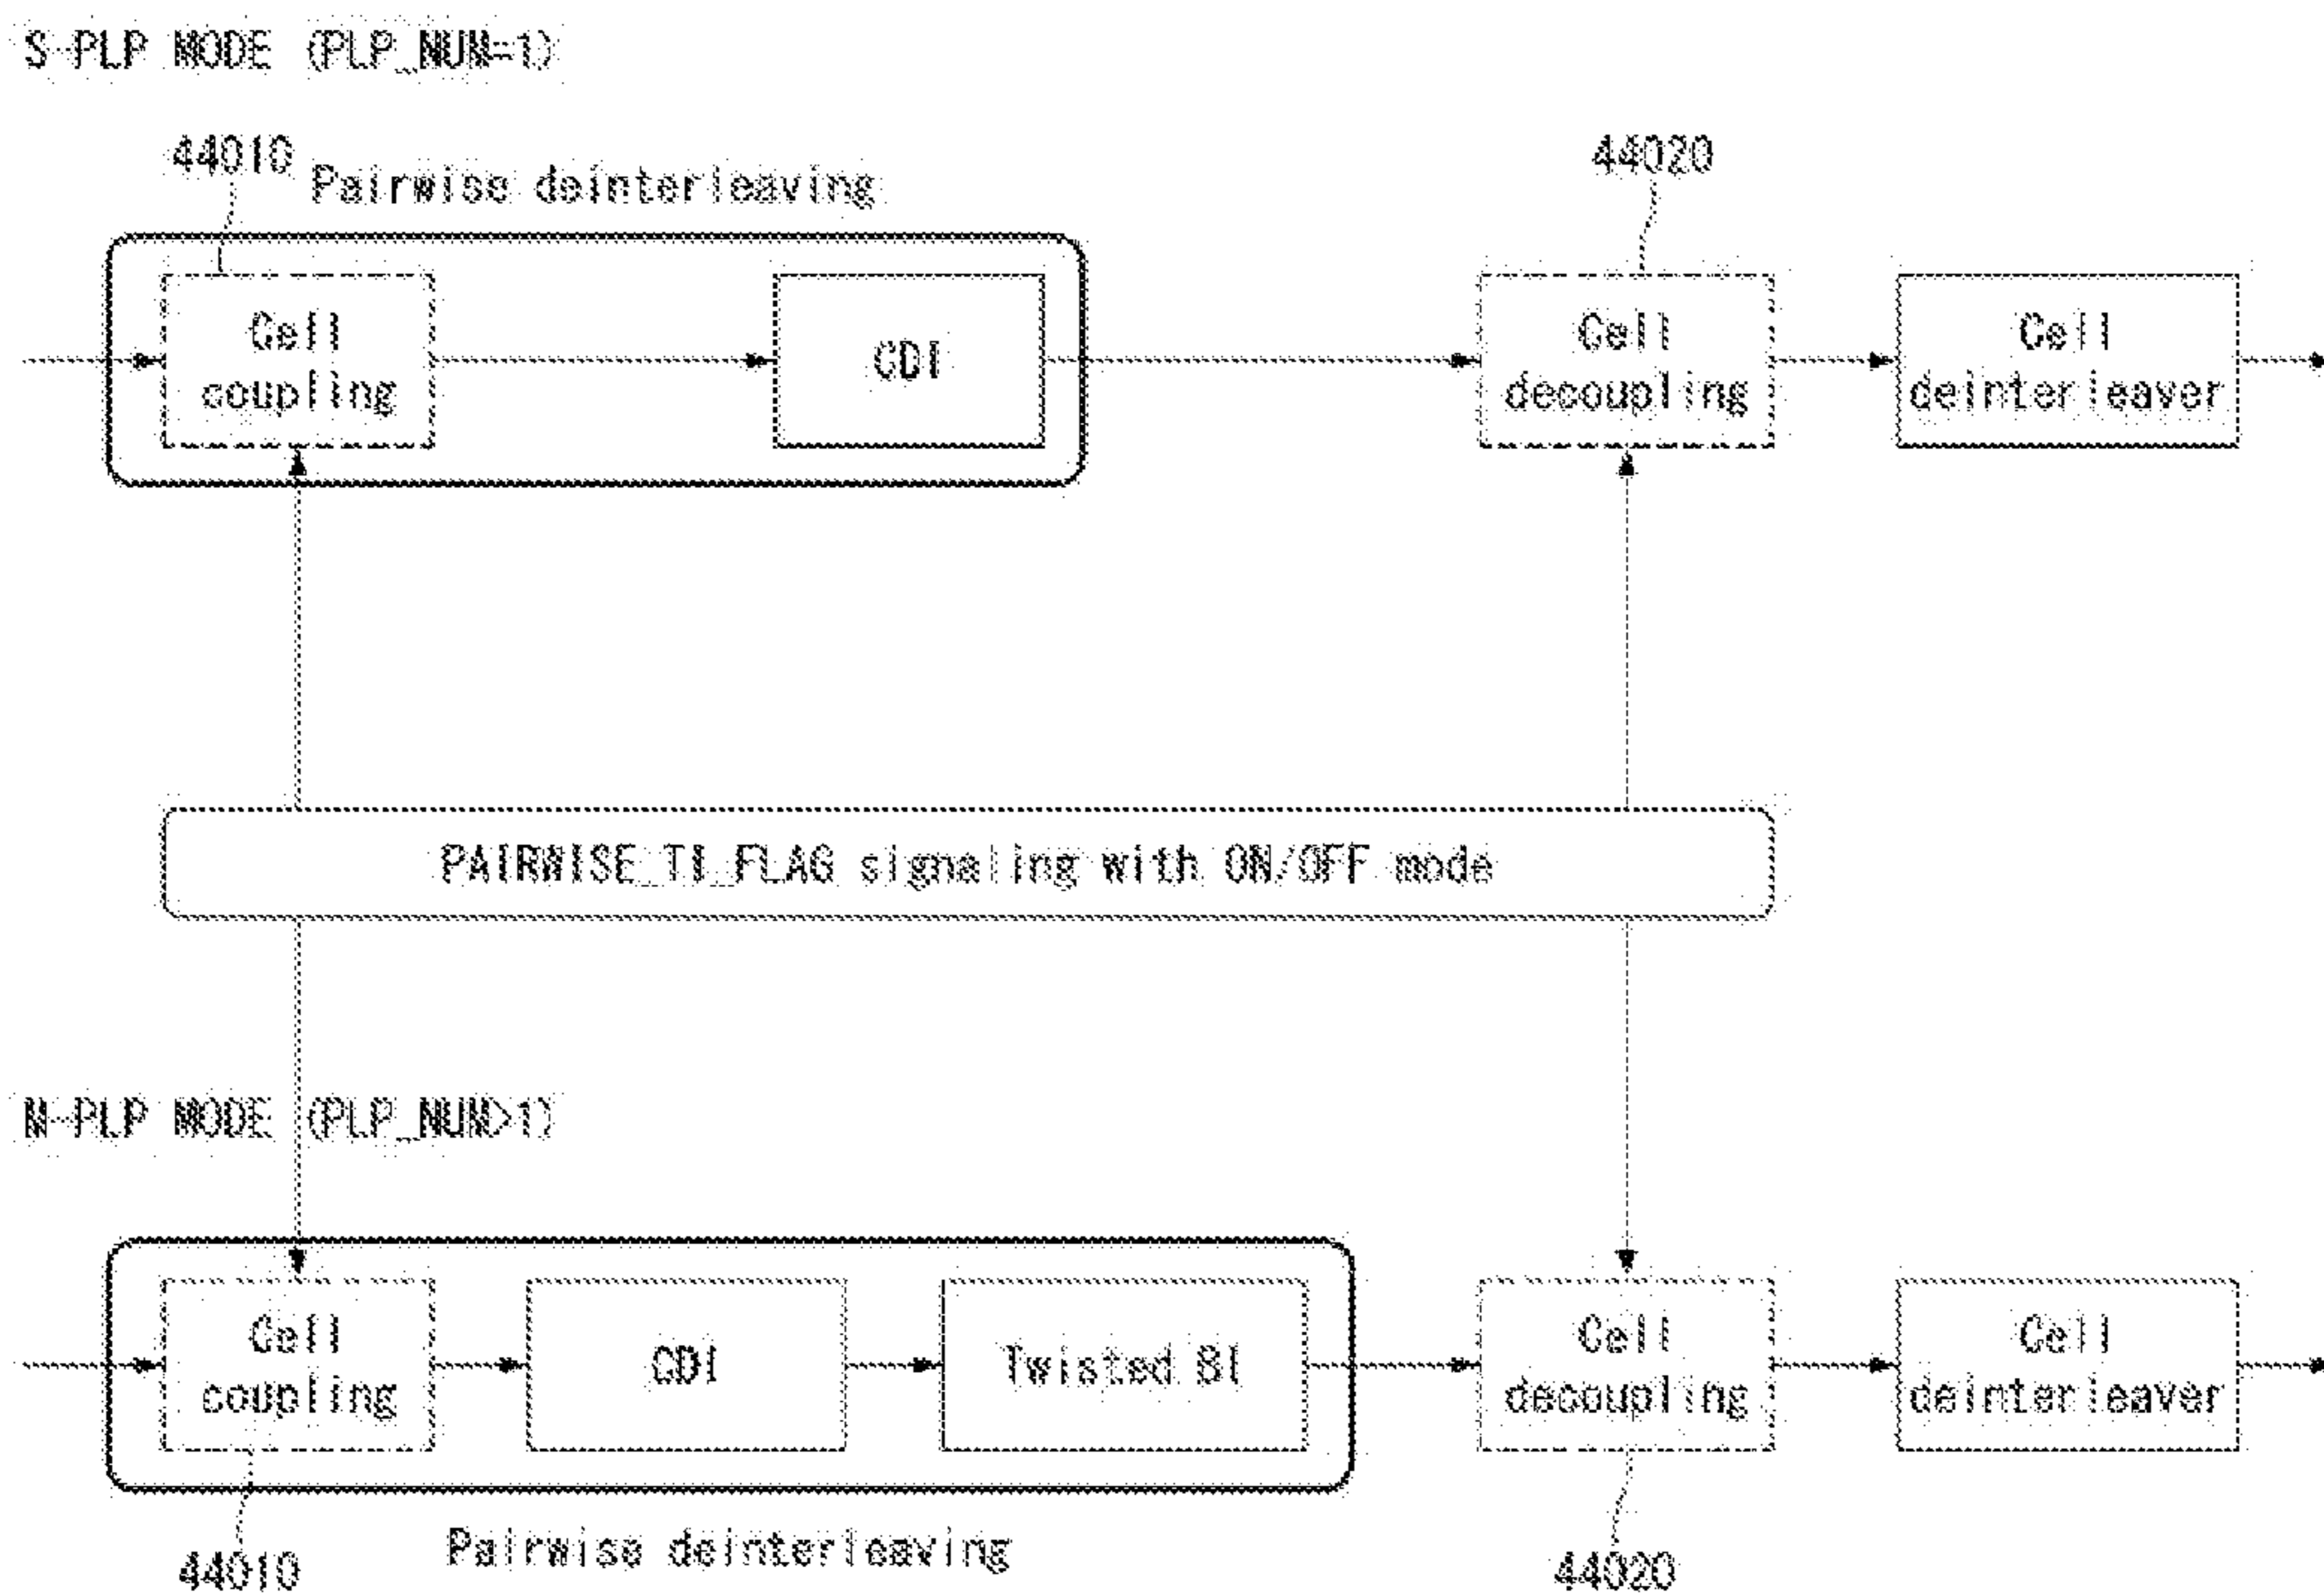 S-PLP MODE (PLP_NUM=1)
44010
Pairwise deinterleaving
44020
Cell
coupling
CDI
Cell
decoupling
Cell
deinterleaver
PAIRWISE_TI_FLAG signaling with ON/OFF mode
M-PLP MODE (PLP_NUM>1)
Cell
coupling
CDI
Twisted BI
Cell
decoupling
Cell
deinterleaver
44010
Pairwise deinterleaving
44020